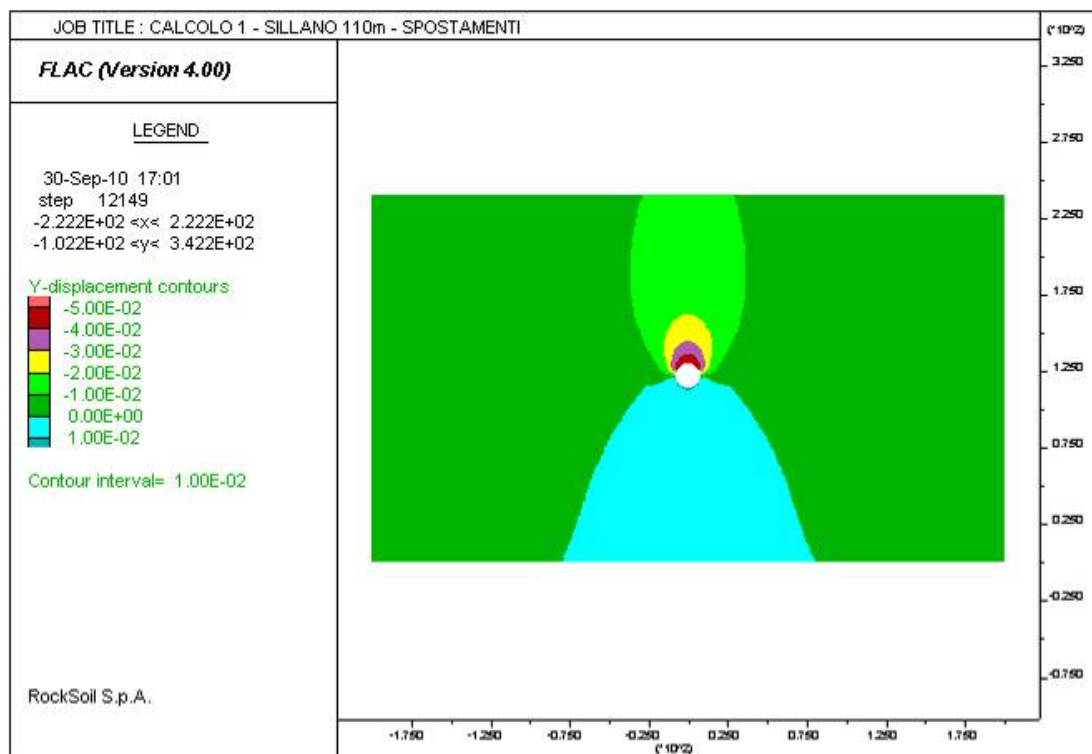 JOB TITLE : CALCOLO 1 - SILLANO 110m - SPOSTAMENTI
FLAC (Version 4.00)
LEGEND
30-Sep-10 17:01
step 12149
-2.222E+02 <x< 2.222E+02
-1.022E+02 <y< 3.422E+02
Y-displacement contours
-5.00E-02
-4.00E-02
-3.00E-02
-2.00E-02
-1.00E-02
0.00E+00
1.00E-02
Contour interval= 1.00E-02
RockSoil S.p.A.
(*10^2)
3.250
2.750
2.250
1.750
1.250
0.750
0.250
-0.250
-0.750
-1.750 -1.250 -0.750 -0.250 0.250 0.750 1.250 1.750
(*10^2)